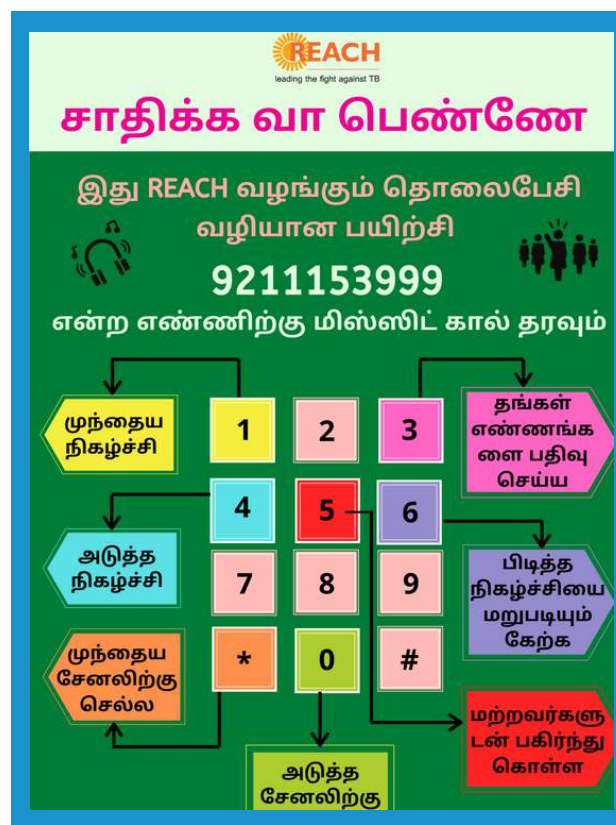 REACH
leading the fight against TB
சாதிக்க வா பெண்ணே
இது REACH வழங்கும் தொலைபேசி
வழியான பயிற்சி
9211153999
என்ற எண்ணிற்கு மிஸ்ஸிட் கால் தரவும்
முந்தைய
நிகழ்ச்சி
1
2
3
தங்கள்
எண்ணங்க
ளை பதிவு
செய்ய
4
5
6
அடுத்த
நிகழ்ச்சி
7
8
9
பிடித்த
நிகழ்ச்சியை
மறுபடியும்
கேற்க
முந்தைய
சேனலிற்கு
செல்ல
*
0
#
மற்றவர்களு
டன் பகிர்ந்து
கொள்ள
அடுத்த
சேனலிற்கு